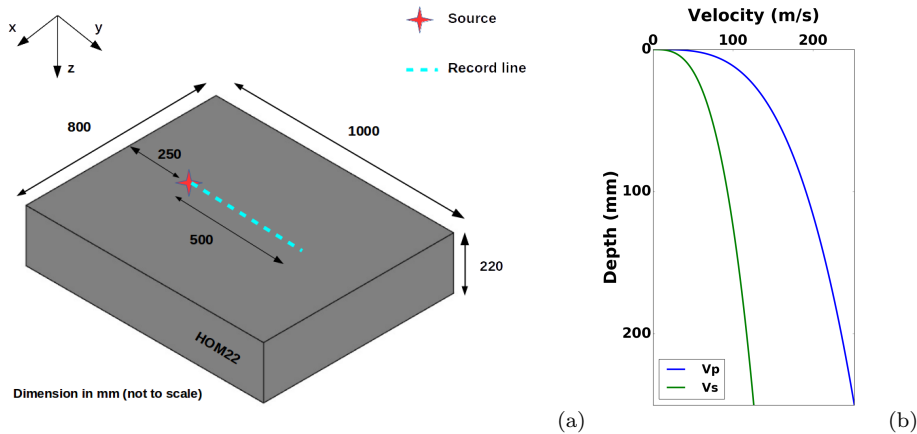 x
y
z
Source
Record line
800
1000
250
500
220
HOM22
Dimension in mm (not to scale)
(a)
Velocity (m/s)
0 100 200
0
100
200
Depth (mm)
Vp
Vs
(b)